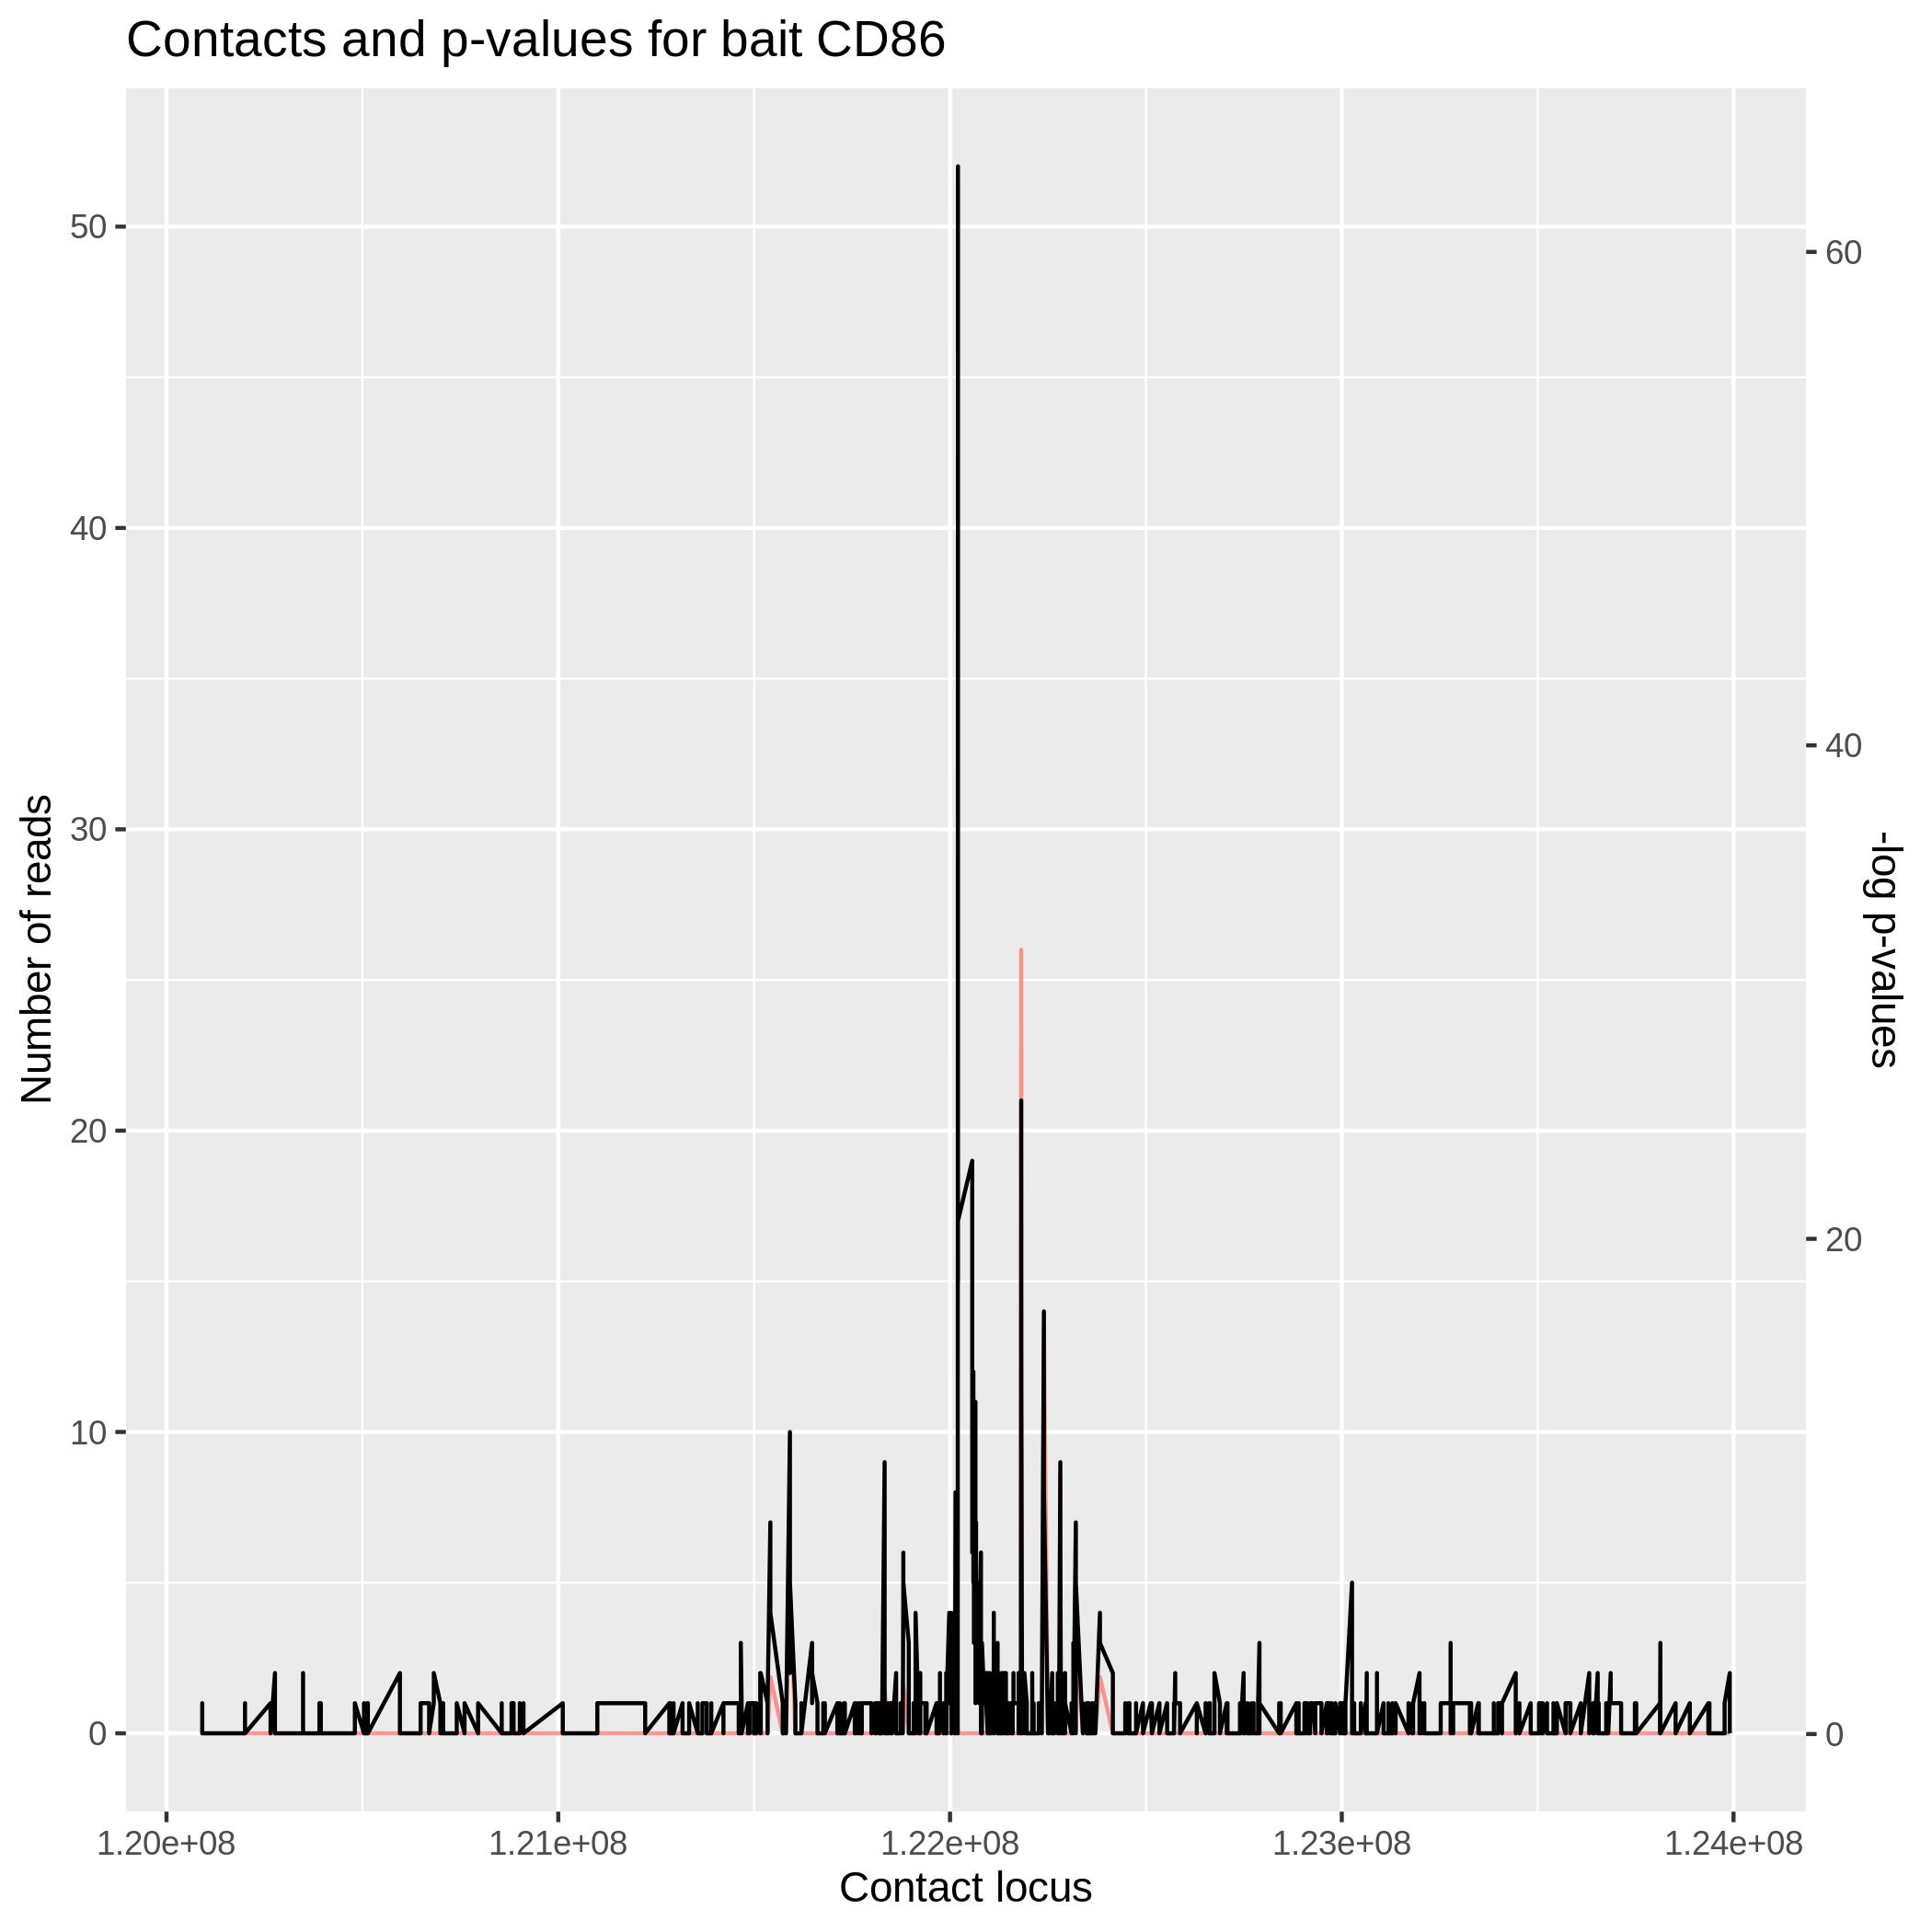 Contacts and p-values for bait CD86
50
40
30
20
10
0
Number of reads
60
40
20
0
-log p-values
1.20e+08 1.21e+08 1.22e+08 1.23e+08 1.24e+08
Contact locus